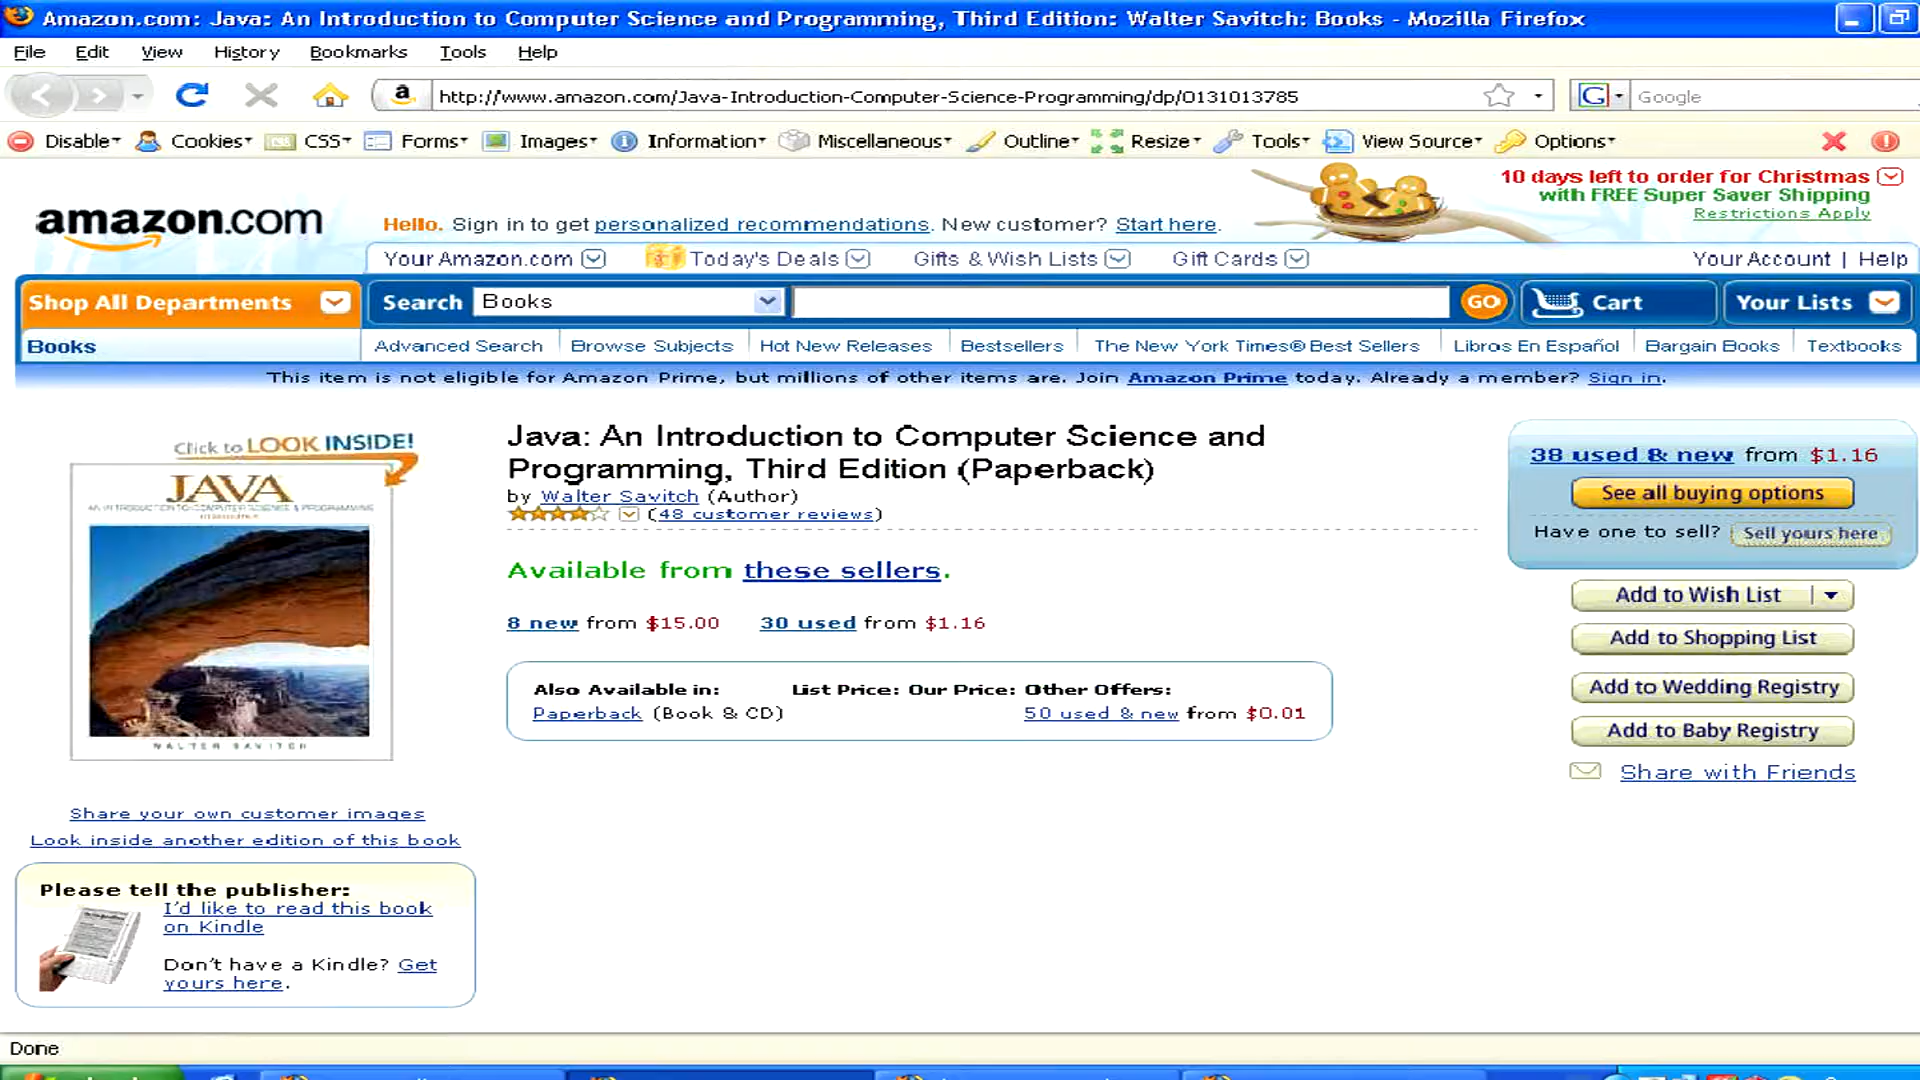 Amazon.com: Java: An Introduction to Computer Science and Programming, Third Edition: Walter Savitch: Books - Mozilla Firefox
File Edit View History Bookmarks Tools Help
http://www.amazon.com/Java-Introduction-Computer-Science-Programming/dp/0131013785 Google
Disable Cookies CSS Forms Images Information Miscellaneous Outline Resize Tools View Source Options
10 days left to order for Christmas
with FREE Super Saver Shipping
Restrictions Apply
amazon.com
Hello. Sign in to get personalized recommendations. New customer? Start here.
Your Amazon.com Today's Deals Gifts & Wish Lists Gift Cards Your Account | Help
Shop All Departments Search Books GO Cart Your Lists
Books Advanced Search Browse Subjects Hot New Releases Bestsellers The New York Times® Best Sellers Libros En Español Bargain Books Textbooks
This item is not eligible for Amazon Prime, but millions of other items are. Join Amazon Prime today. Already a member? Sign in.
Click to LOOK INSIDE!
JAVA
AN INTRODUCTION TO COMPUTER SCIENCE & PROGRAMMING
WALTER SAVITCH
Share your own customer images
Look inside another edition of this book
Please tell the publisher:
I'd like to read this book
on Kindle
Don't have a Kindle? Get
yours here.
Java: An Introduction to Computer Science and
Programming, Third Edition (Paperback)
by Walter Savitch (Author)
(48 customer reviews)
Available from these sellers.
8 new from $15.00 30 used from $1.16
Also Available in: List Price: Our Price: Other Offers:
Paperback (Book & CD) 50 used & new from $0.01
38 used & new from $1.16
See all buying options
Have one to sell? Sell yours here
Add to Wish List
Add to Shopping List
Add to Wedding Registry
Add to Baby Registry
Share with Friends
Done